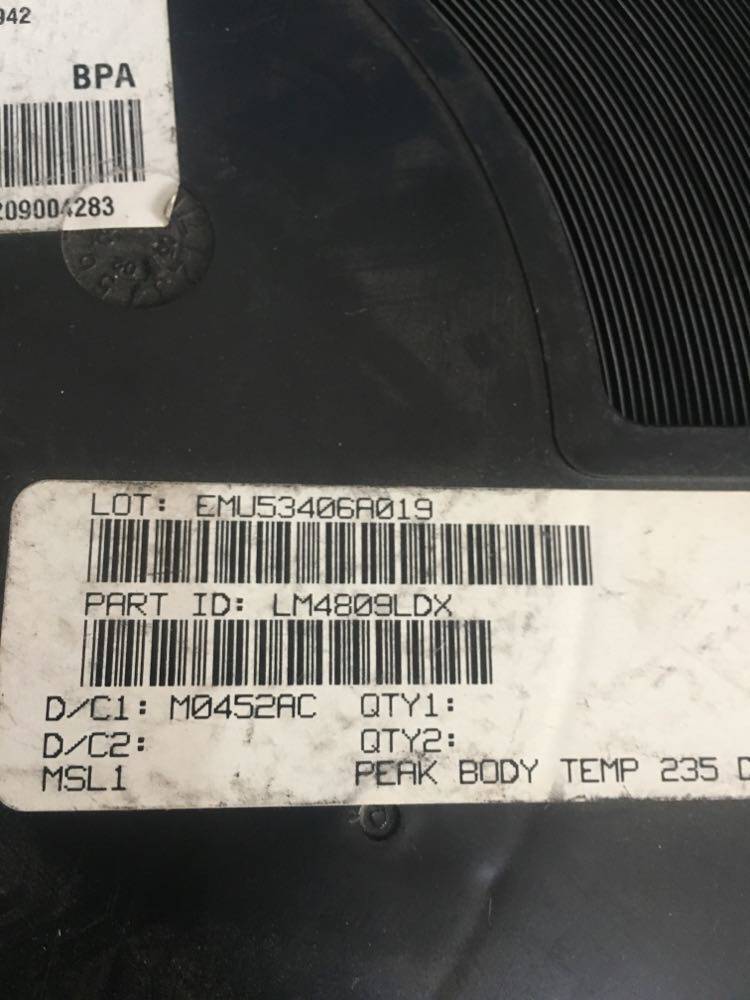 942
BPA
209004283
LOT: EMU53406A019
PART ID: LM4809LDX
D/C1: M0452AC QTY1:
D/C2: QTY2:
MSL1 PEAK BODY TEMP 235